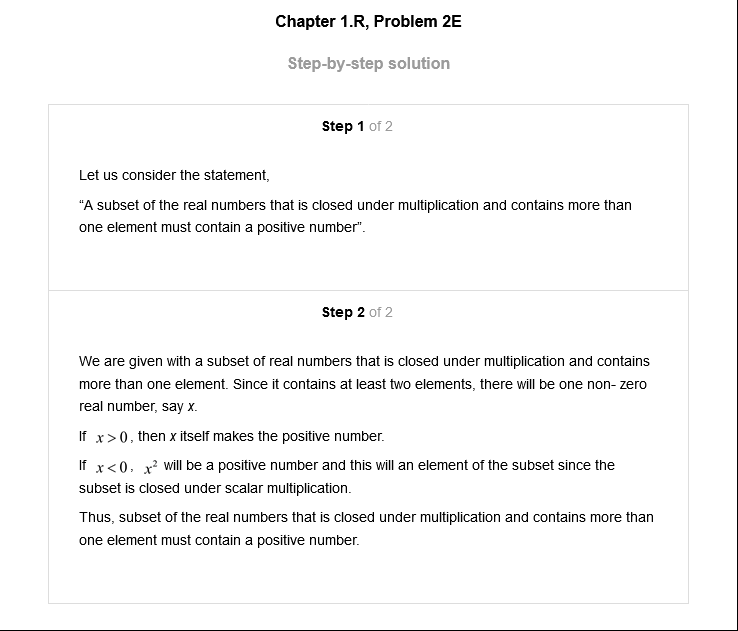 Chapter 1.R, Problem 2E
Step-by-step solution
Step 1 of 2
Let us consider the statement,
“A subset of the real numbers that is closed under multiplication and contains more than
one element must contain a positive number”.
Step 2 of 2
We are given with a subset of real numbers that is closed under multiplication and contains
more than one element. Since it contains at least two elements, there will be one non- zero
real number, say x.
If x > 0, then x itself makes the positive number.
If x < 0, x² will be a positive number and this will an element of the subset since the
subset is closed under scalar multiplication.
Thus, subset of the real numbers that is closed under multiplication and contains more than
one element must contain a positive number.